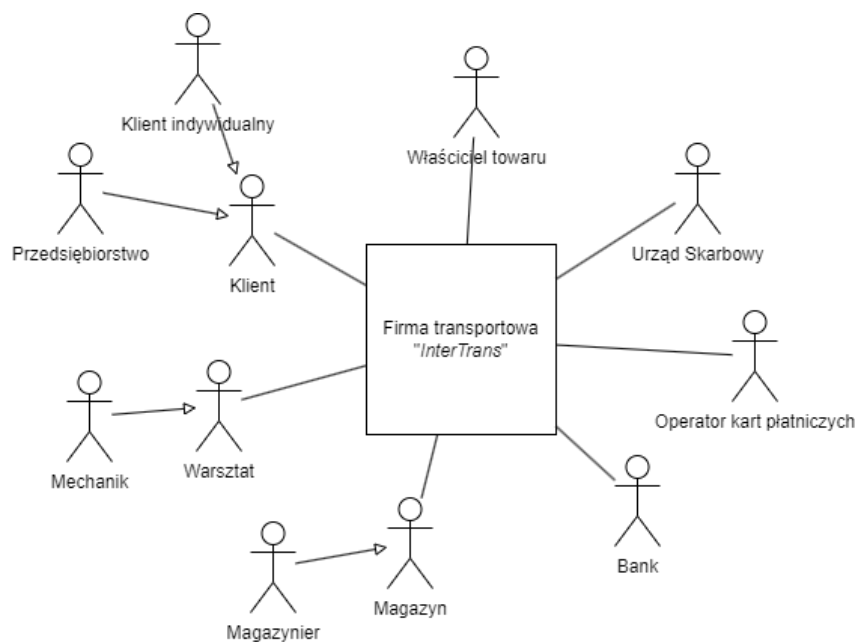 Klient indywidualny
Właściciel towaru
Przedsiębiorstwo
Urząd Skarbowy
Klient
Firma transportowa
"InterTrans"
Operator kart płatniczych
Mechanik
Warsztat
Bank
Magazynier
Magazyn